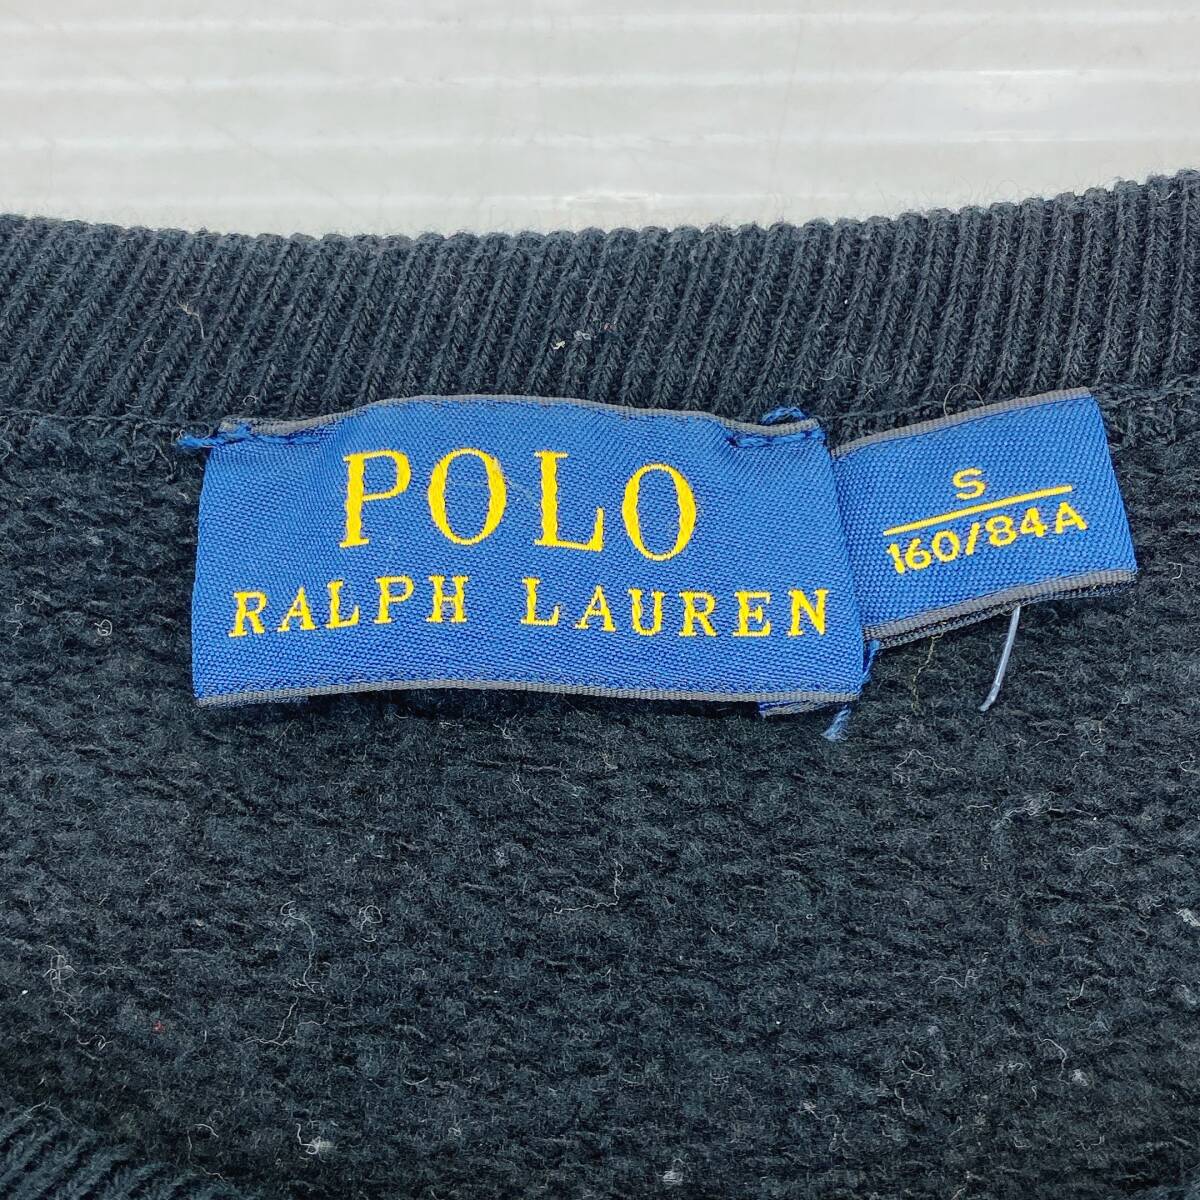 POLO
RALPH LAUREN
S
160/84A